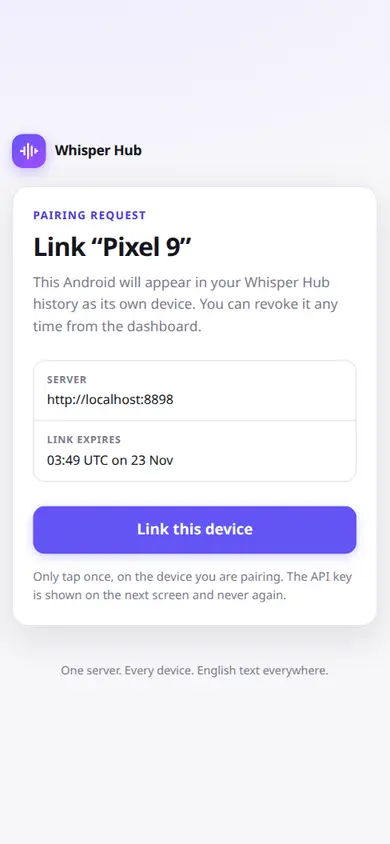 Whisper Hub
PAIRING REQUEST
Link “Pixel 9”
This Android will appear in your Whisper Hub
history as its own device. You can revoke it any
time from the dashboard.
SERVER
http://localhost:8898
LINK EXPIRES
03:49 UTC on 23 Nov
Link this device
Only tap once, on the device you are pairing. The API key
is shown on the next screen and never again.
One server. Every device. English text everywhere.